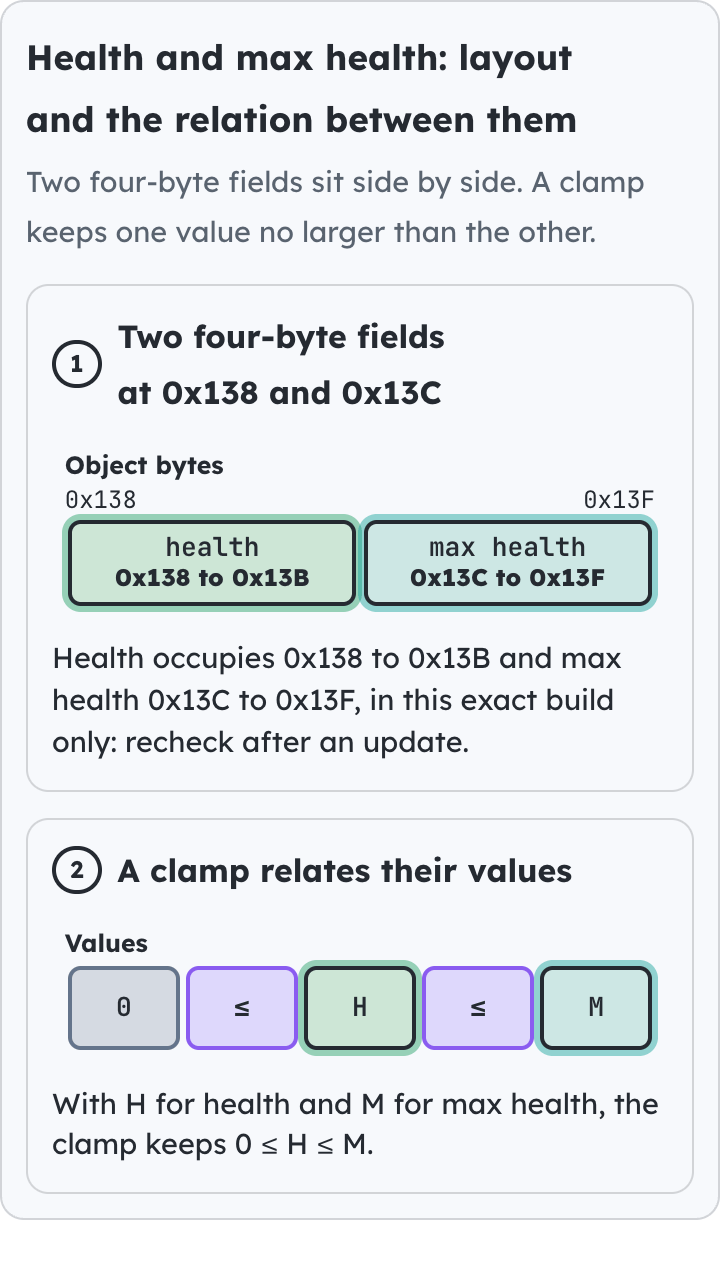 Health and max health: layout
and the relation between them
Two four-byte fields sit side by side. A clamp
keeps one value no larger than the other.
1
Two four-byte fields
at 0x138 and 0x13C
Object bytes
0x138 0x13F
health max health
0x138 to 0x13B 0x13C to 0x13F
Health occupies 0x138 to 0x13B and max
health 0x13C to 0x13F, in this exact build
only: recheck after an update.
2 A clamp relates their values
Values
0 ≤ H ≤ M
With H for health and M for max health, the
clamp keeps 0 ≤ H ≤ M.